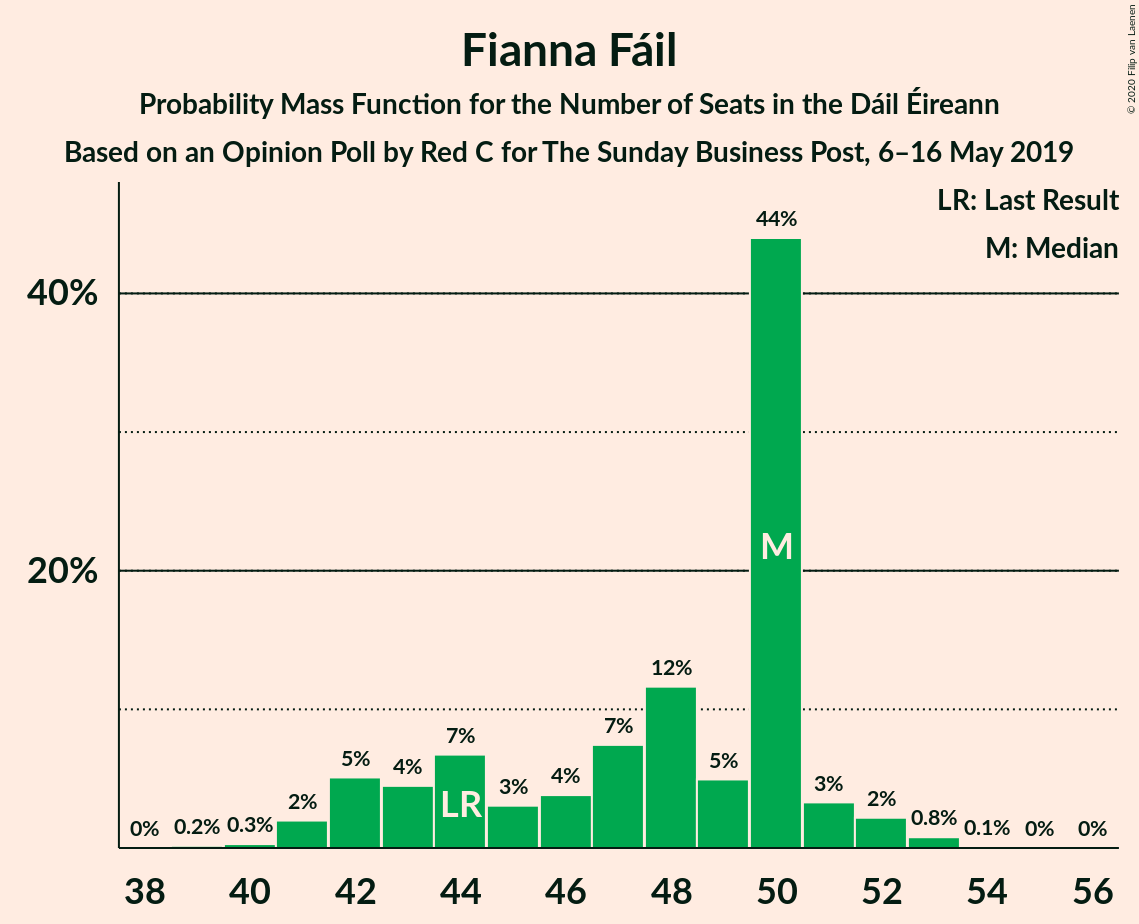 Fianna Fáil
Probability Mass Function for the Number of Seats in the Dáil Éireann
Based on an Opinion Poll by Red C for The Sunday Business Post, 6–16 May 2019
© 2020 Filip van Laenen
LR: Last Result
M: Median
40%
20%
0%
0.2%
0.3%
2%
5%
4%
7%
3%
4%
7%
12%
5%
44%
3%
2%
0.8%
0.1%
0%
0%
LR
M
38 40 42 44 46 48 50 52 54 56